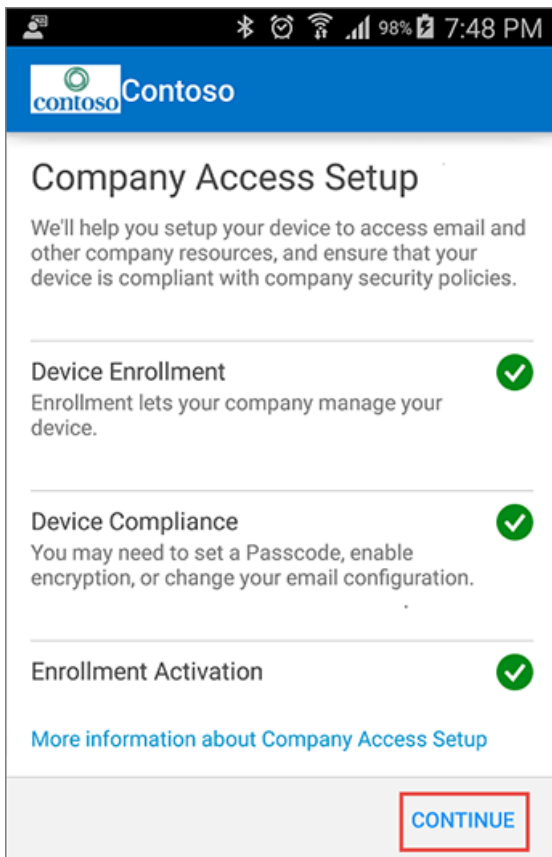 98% 7:48 PM
contoso Contoso
Company Access Setup
We'll help you setup your device to access email and
other company resources, and ensure that your
device is compliant with company security policies.
Device Enrollment
Enrollment lets your company manage your
device.
Device Compliance
You may need to set a Passcode, enable
encryption, or change your email configuration.
Enrollment Activation
More information about Company Access Setup
CONTINUE